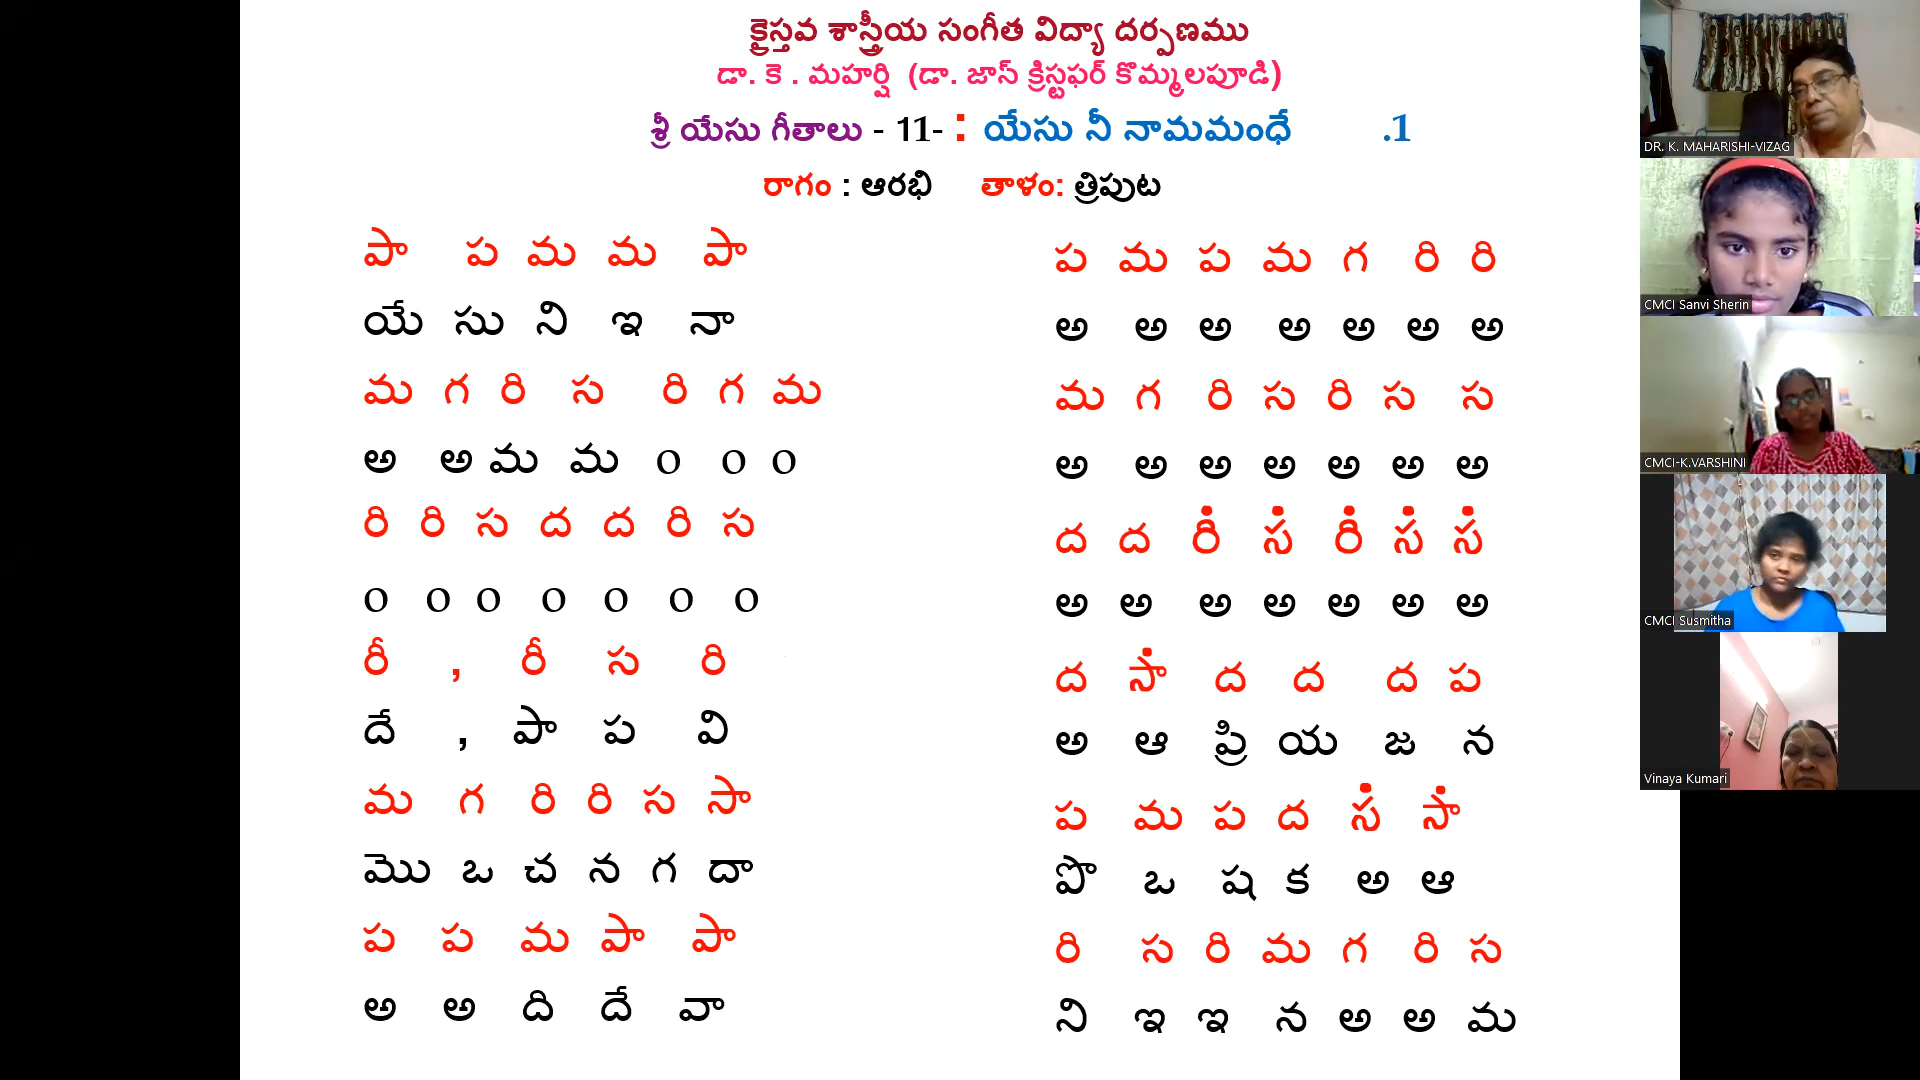 క్రైస్తవ శాస్త్రీయ సంగీత విద్యా దర్పణము
డా. కె . మహర్షి (డా. జాస్ క్రిస్టఫర్ కొమ్మలపూడి)
శ్రీ యేసు గీతాలు - 11- : యేసు నీ నామమంధే .1
రాగం : ఆరభి తాళం: త్రిపుట
పా ప మ మ పా
యే సు ని ఇ నా
మ గ రి స రి గ మ
అ అ మ మ ం ం ం
రి రి స ద ద రి స
ం ం ం ం ం ం ం
రీ , రీ స రి
దే , పా ప వి
మ గ రి రి స సా
మొ ఒ చ న గ దా
ప ప మ పా పా
అ అ ది దే వా
ప మ ప మ గ రి రి
అ అ అ అ అ అ అ
మ గ రి స రి స స
అ అ అ అ అ అ అ
ద ద రి̇ స̇ రి̇ స̇ స̇
అ అ అ అ అ అ అ
ద సా̇ ద ద ద ప
అ ఆ ప్రి య జ న
ప మ ప ద స̇ సా̇
పొ ఒ ష క అ ఆ
రి స రి మ గ రి స
ని ఇ ఇ న అ అ మ
DR. K. MAHARISHI-VIZAG
CMCI Sanvi Sherin
CMCI-K.VARSHINI
CMCI Susmitha
Vinaya Kumari